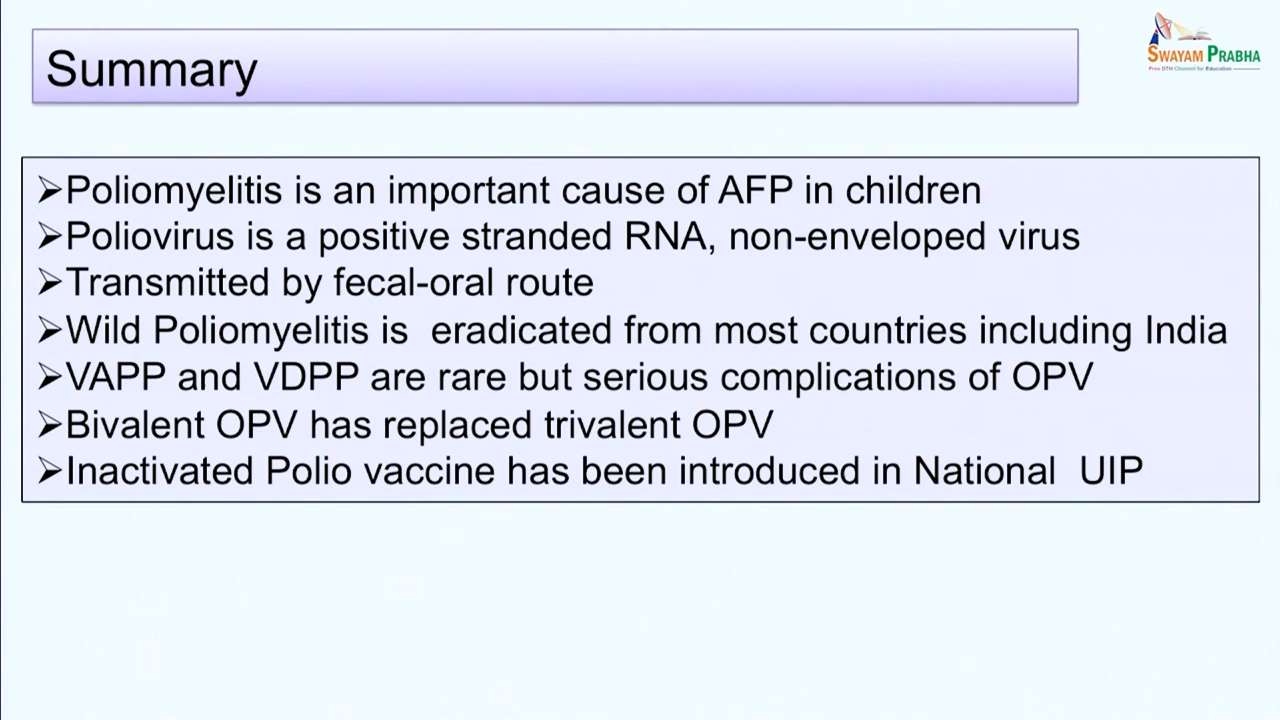 Summary
SWAYAM PRABHA
Free DTH Channel for Education
➢Poliomyelitis is an important cause of AFP in children
➢Poliovirus is a positive stranded RNA, non-enveloped virus
➢Transmitted by fecal-oral route
➢Wild Poliomyelitis is eradicated from most countries including India
➢VAPP and VDPP are rare but serious complications of OPV
➢Bivalent OPV has replaced trivalent OPV
➢Inactivated Polio vaccine has been introduced in National UIP